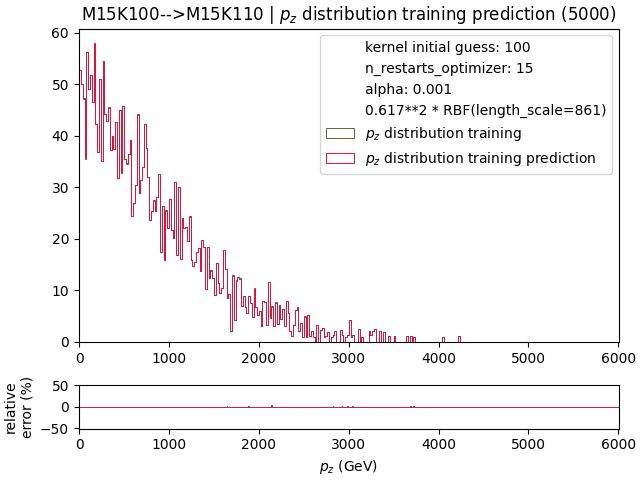 M15K100-->M15K110 | p_z distribution training prediction (5000)
kernel initial guess: 100
n_restarts_optimizer: 15
alpha: 0.001
0.617**2 * RBF(length_scale=861)
p_z distribution training
p_z distribution training prediction
60
50
40
30
20
10
0
0 1000 2000 3000 4000 5000 6000
relative
error (%)
50
0
−50
0 1000 2000 3000 4000 5000 6000
p_z (GeV)